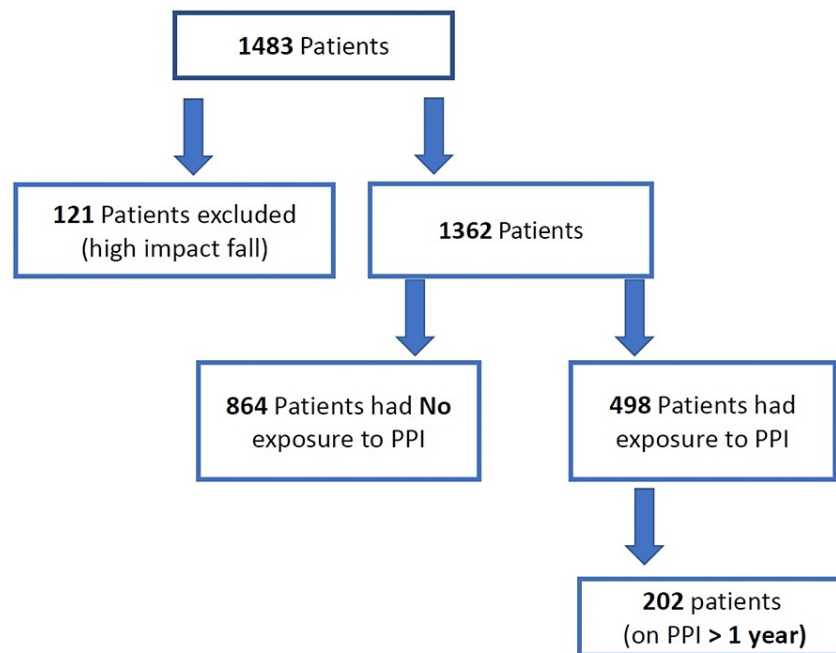 1483 Patients
121 Patients excluded
(high impact fall)
1362 Patients
864 Patients had No
exposure to PPI
498 Patients had
exposure to PPI
202 patients
(on PPI > 1 year)